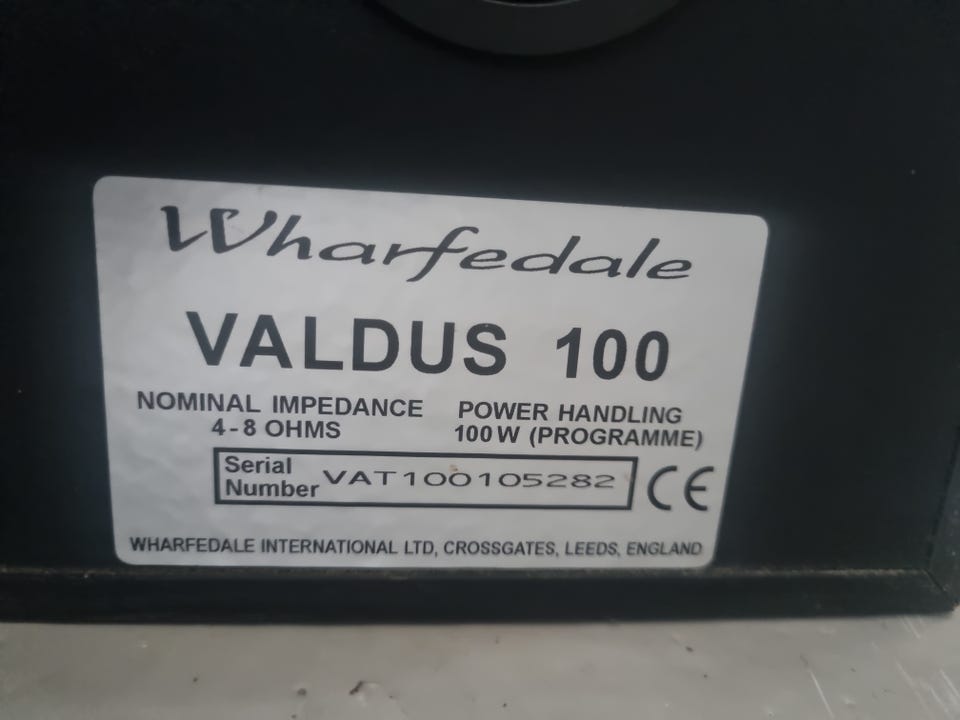 Wharfedale
VALDUS 100
NOMINAL IMPEDANCE
4-8 OHMS
POWER HANDLING
100W (PROGRAMME)
Serial
Number
VAT100105282
CE
WHARFEDALE INTERNATIONAL LTD, CROSSGATES, LEEDS, ENGLAND